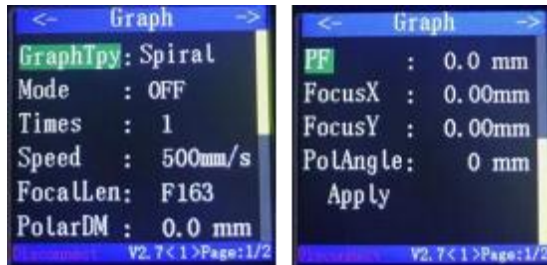 <- Graph ->
GraphTpy: Spiral
Mode : OFF
Times : 1
Speed : 500mm/s
FocalLen: F163
PolarDM : 0.0 mm
Disconnect V2.7<1>Page:1/2
<- Graph ->
PF : 0.0 mm
FocusX : 0.00mm
FocusY : 0.00mm
PolAngle: 0 mm
Apply
V2.7<1>Page:1/2